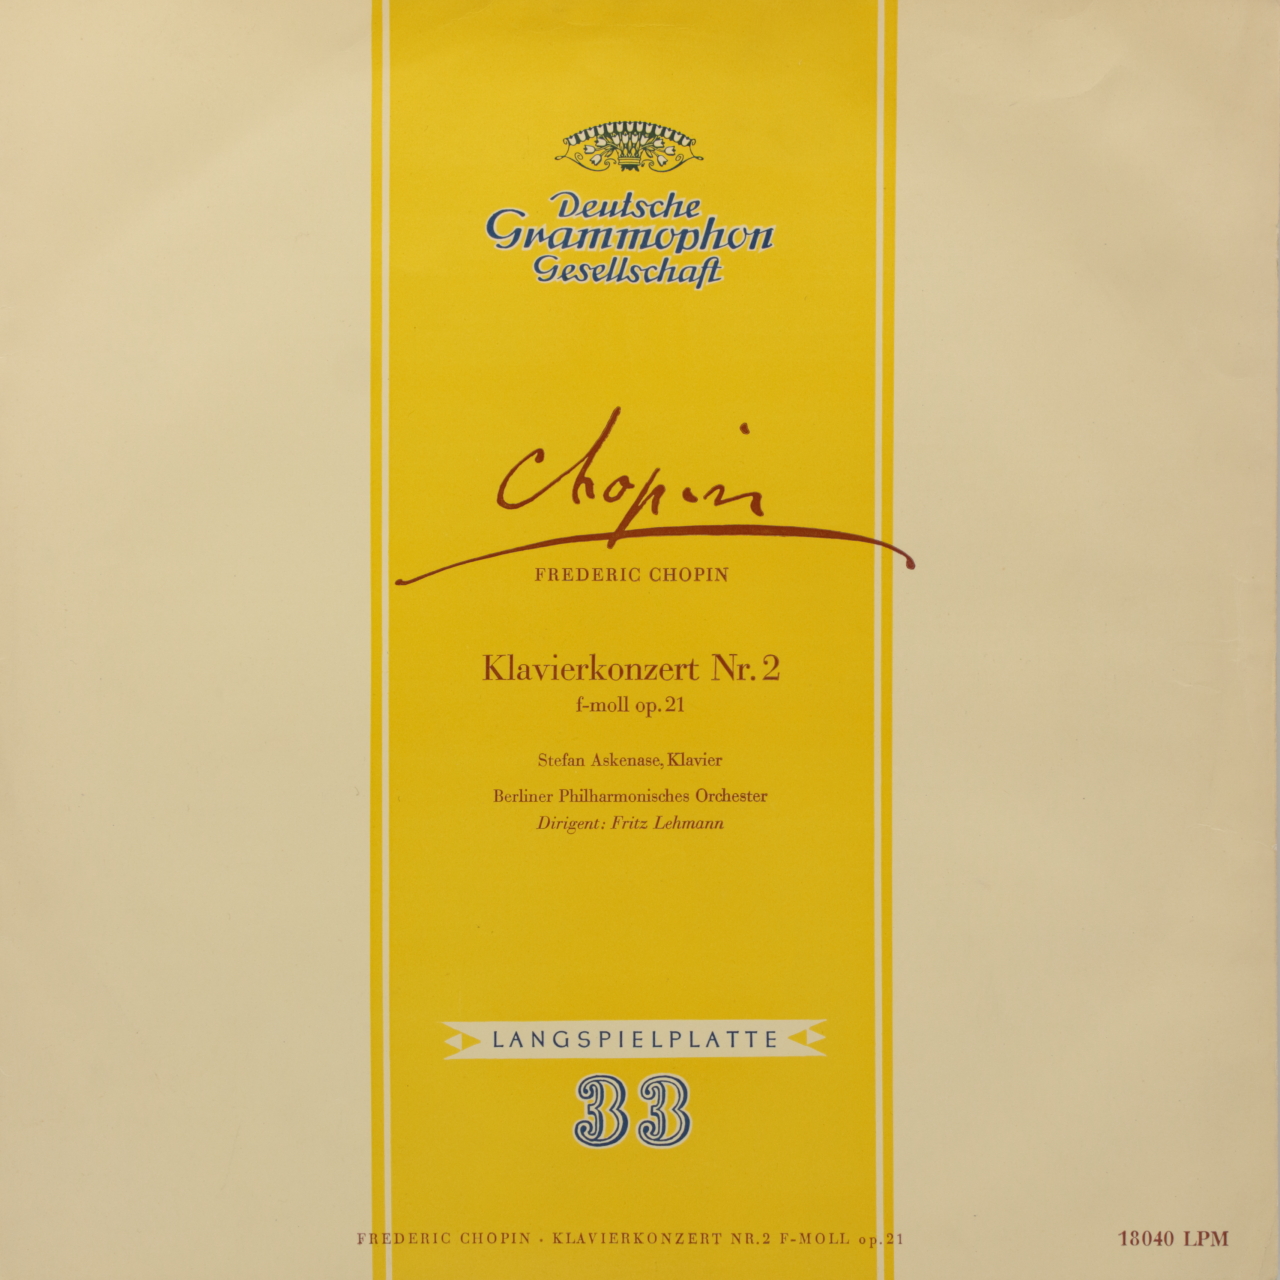 Deutsche
Grammophon
Gesellschaft
Chopin
FREDERIC CHOPIN
Klavierkonzert Nr. 2
f-moll op. 21
Stefan Askenase, Klavier
Berliner Philharmonisches Orchester
Dirigent: Fritz Lehmann
LANGSPIELPLATTE
33
FREDERIC CHOPIN · KLAVIERKONZERT NR. 2 F-MOLL op. 21
18040 LPM